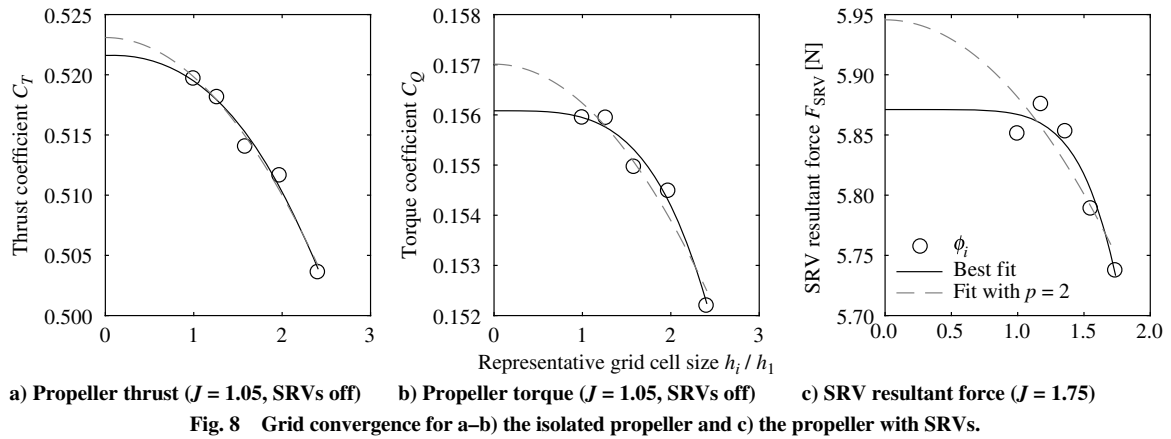 0.525
0.520
0.515
0.510
0.505
0.500
Thrust coefficient C_T
0 1 2 3
0.158
0.157
0.156
0.155
0.154
0.153
0.152
Torque coefficient C_Q
0 1 2 3
Representative grid cell size h_i / h_1
5.95
5.90
5.85
5.80
5.75
5.70
SRV resultant force F_SRV [N]
ϕ_i
Best fit
Fit with p = 2
0.0 0.5 1.0 1.5 2.0
a) Propeller thrust (J = 1.05, SRVs off)
b) Propeller torque (J = 1.05, SRVs off)
c) SRV resultant force (J = 1.75)
Fig. 8 Grid convergence for a–b) the isolated propeller and c) the propeller with SRVs.